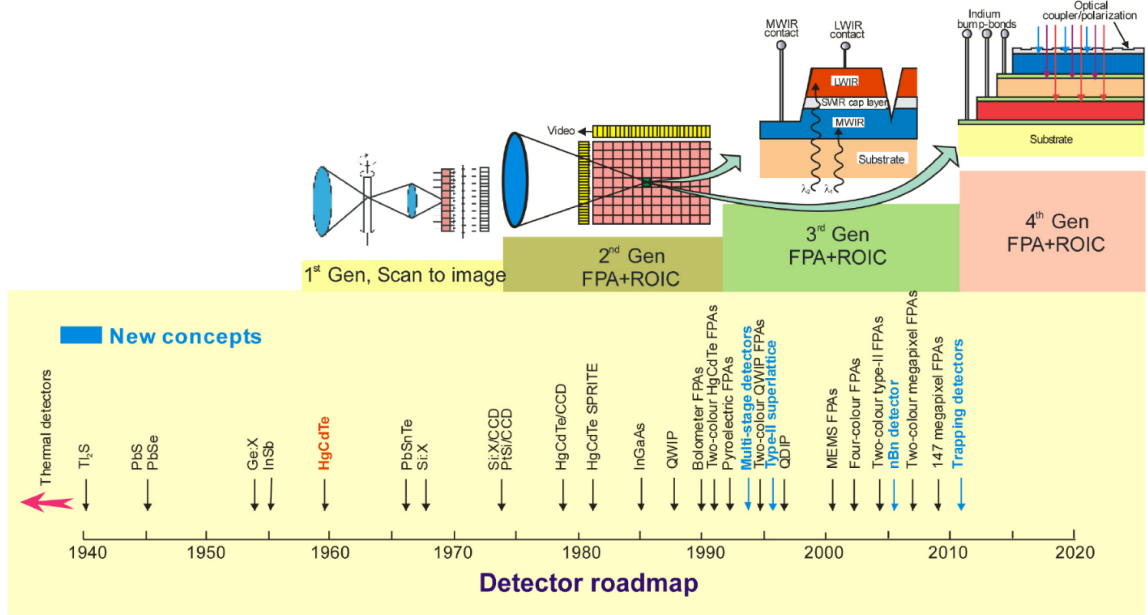 MWIR
contact
LWIR
contact
Indium
bump-bonds
Optical
coupler/polarization
LWIR
SWIR cap layer
MWIR
Substrate
λ₂ λ₁
Substrate
Video
1st Gen, Scan to image
2nd Gen
FPA+ROIC
3rd Gen
FPA+ROIC
4th Gen
FPA+ROIC
New concepts
Thermal detectors
Tl₂S
PbS
PbSe
Ge:X
InSb
HgCdTe
PbSnTe
Si:X
Si:X/CCD
PtSi/CCD
HgCdTe/CCD
HgCdTe SPRITE
InGaAs
QWIP
Bolometer FPAs
Two-colour HgCdTe FPAs
Pyroelectric FPAs
Multi-stage detectors
Two-colour QWIP FPAs
Type-II superlattice
QDIP
MEMS FPAs
Four-colour FPAs
Two-colour type-II FPAs
nBn detector
Two-colour megapixel FPAs
147 megapixel FPAs
Trapping detectors
1940 1950 1960 1970 1980 1990 2000 2010 2020
Detector roadmap